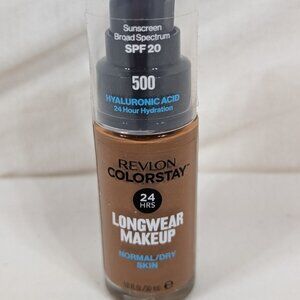 Sunscreen
Broad Spectrum
SPF 20
500
HYALURONIC ACID
24 Hour Hydration
REVLON
COLORSTAY™
24
HRS
LONGWEAR
MAKEUP
NORMAL/DRY
SKIN